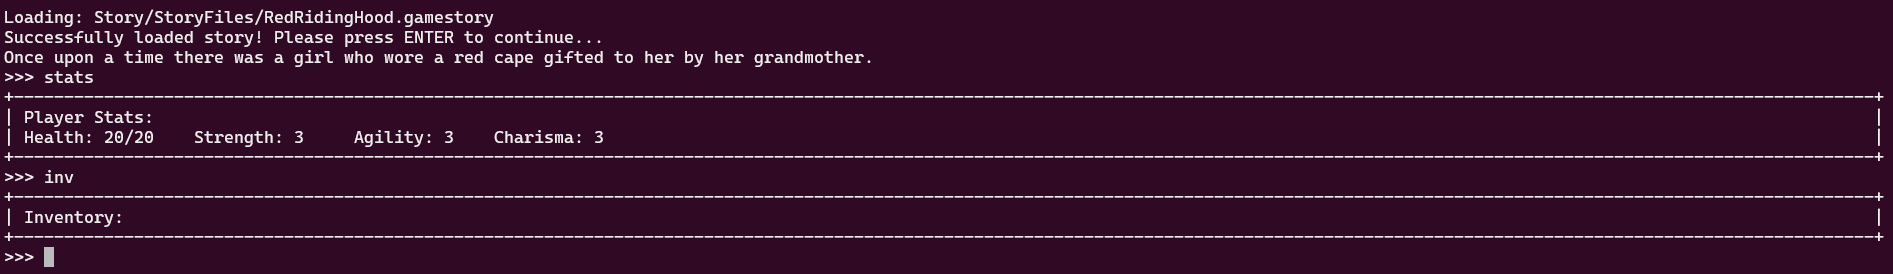 Loading: Story/StoryFiles/RedRidingHood.gamestory
Successfully loaded story! Please press ENTER to continue...
Once upon a time there was a girl who wore a red cape gifted to her by her grandmother.
>>> stats
| Player Stats: |
| Health: 20/20    Strength: 3     Agility: 3    Charisma: 3 |
>>> inv
| Inventory: |
>>>